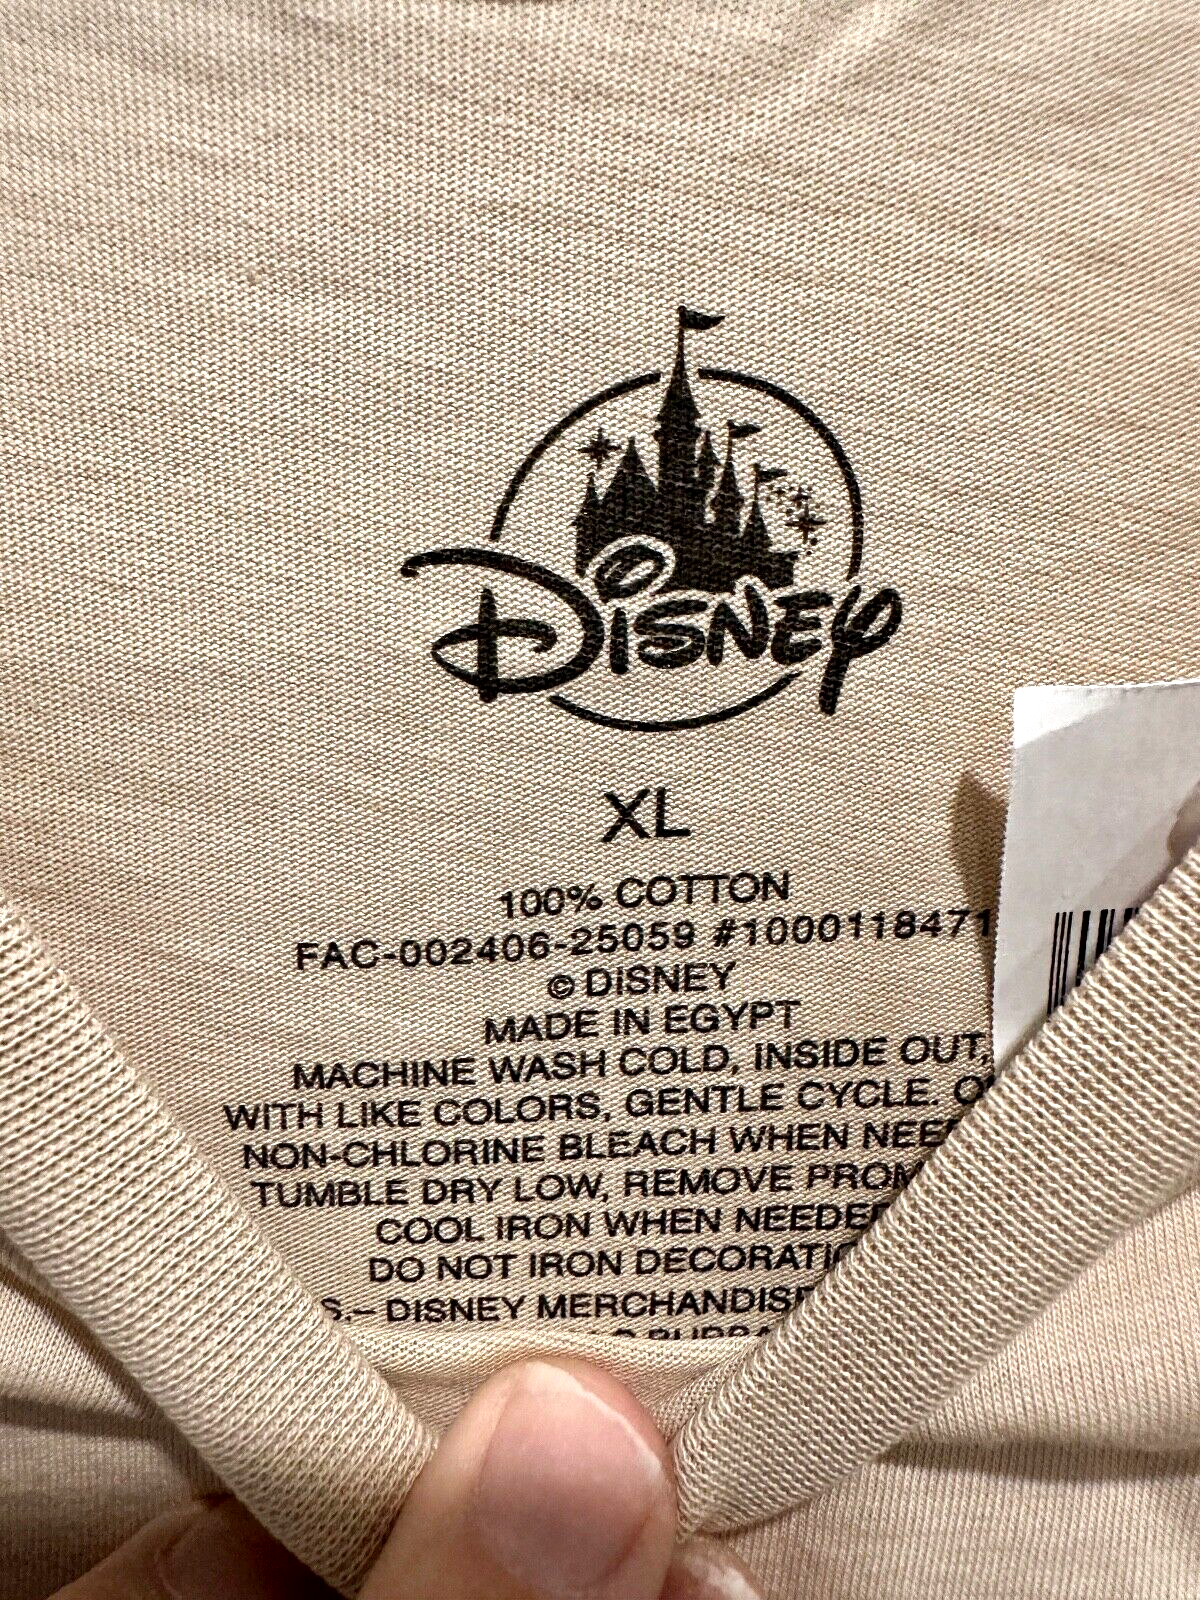 DISNEY
XL
100% COTTON
FAC-002406-25059 #1000118471
© DISNEY
MADE IN EGYPT
MACHINE WASH COLD, INSIDE OUT,
WITH LIKE COLORS, GENTLE CYCLE.
NON-CHLORINE BLEACH WHEN
TUMBLE DRY LOW, REMOVE
COOL IRON WHEN
DO NOT IRON
– DISNEY